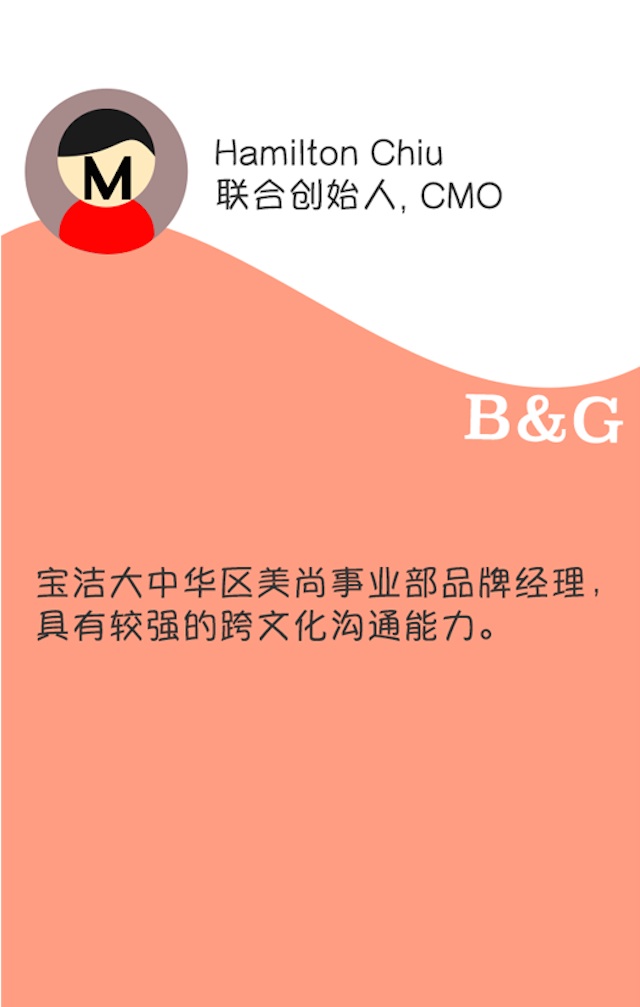 M
Hamilton Chiu
联合创始人, CMO
B&G
宝洁大中华区美尚事业部品牌经理，
具有较强的跨文化沟通能力。